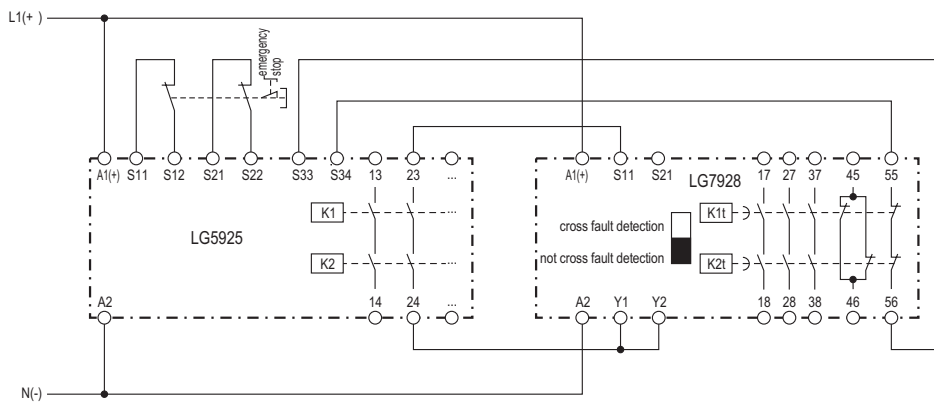 L1(+ )
emergency
stop
A1(+) S11 S12 S21 S22 S33 S34 13 23 ...
A1(+) S11 S21 17 27 37 45 55
LG7928
K1 ...
K1t
LG5925
cross fault detection
K2 ...
not cross fault detection
K2t
A2 14 24 ...
A2 Y1 Y2 18 28 38 46 56
N(-)